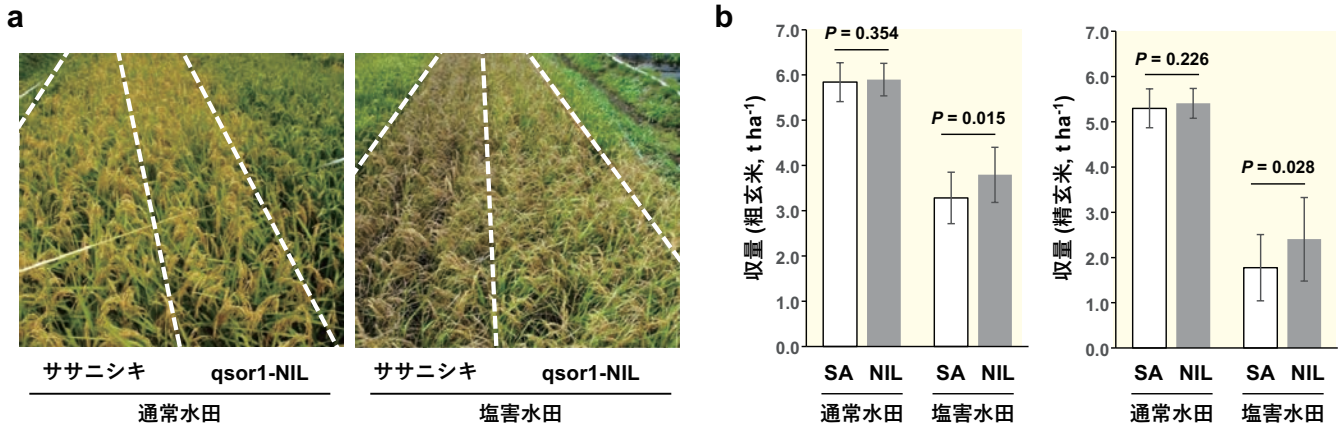 a
ササニシキ qsor1-NIL
通常水田
ササニシキ qsor1-NIL
塩害水田
b
収量 (粗玄米, t ha-1)
7.0
6.0
5.0
4.0
3.0
2.0
1.0
0.0
P = 0.354
P = 0.015
SA NIL SA NIL
通常水田 塩害水田
収量 (精玄米, t ha-1)
7.0
6.0
5.0
4.0
3.0
2.0
1.0
0.0
P = 0.226
P = 0.028
SA NIL SA NIL
通常水田 塩害水田